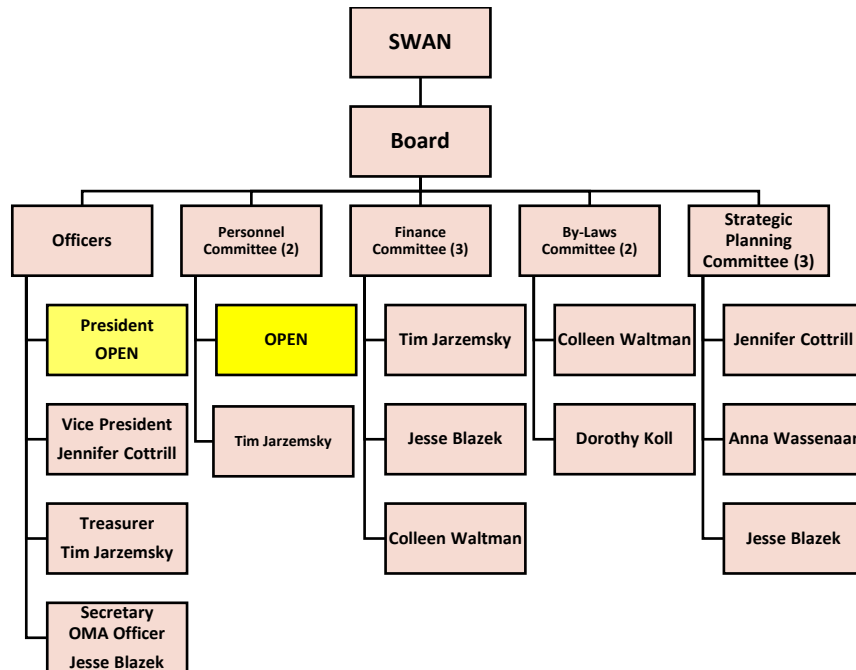 SWAN
Board
Officers
Personnel
Committee (2)
Finance
Committee (3)
By-Laws
Committee (2)
Strategic
Planning
Committee (3)
President
OPEN
OPEN
Tim Jarzemsky
Colleen Waltman
Jennifer Cottrill
Vice President
Jennifer Cottrill
Tim Jarzemsky
Jesse Blazek
Dorothy Koll
Anna Wassenaar
Treasurer
Tim Jarzemsky
Colleen Waltman
Jesse Blazek
Secretary
OMA Officer
Jesse Blazek